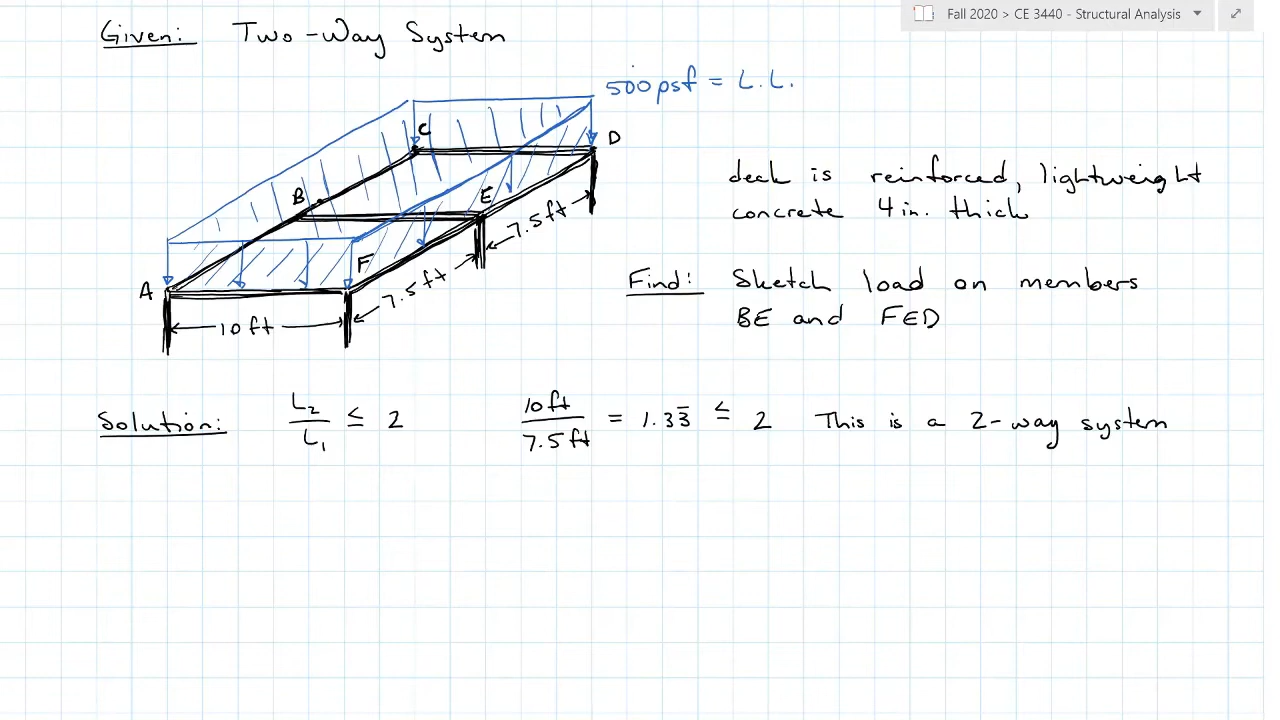 Fall 2020 > CE 3440 - Structural Analysis
Given: Two-Way System
500 psf = L.L.
C
D
B
E
F
A
7.5 ft
7.5 ft
10 ft
deck is reinforced, lightweight
concrete 4 in. thick
Find: Sketch load on members
BE and FED
Solution: L₂/L₁ ≤ 2 10 ft/7.5 ft = 1.33̅ ≤ 2 This is a 2-way system